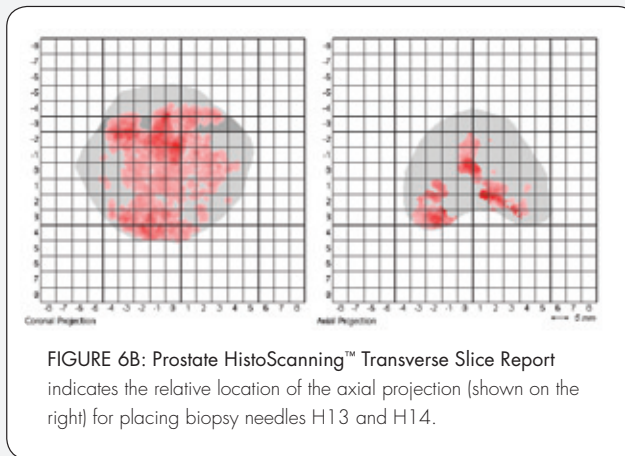 Coronal Projection
Axial Projection
5 mm
FIGURE 6B: Prostate HistoScanning™ Transverse Slice Report
indicates the relative location of the axial projection (shown on the
right) for placing biopsy needles H13 and H14.